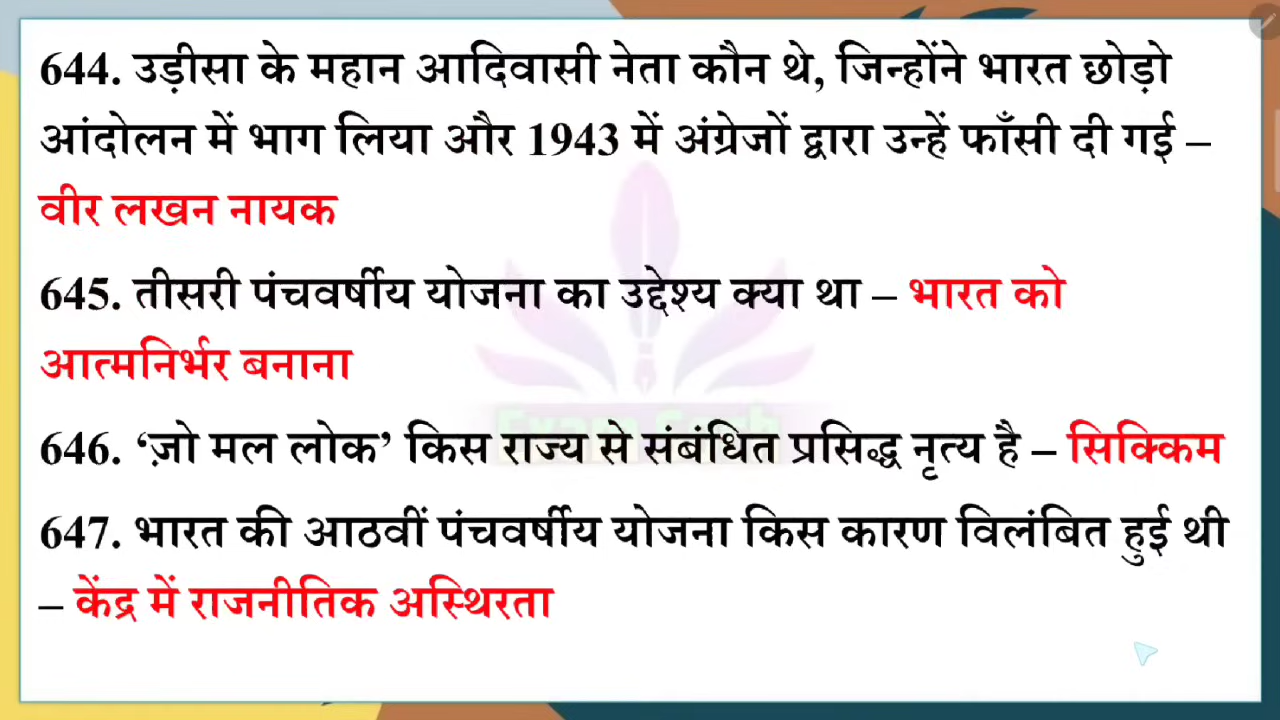 644. उड़ीसा के महान आदिवासी नेता कौन थे, जिन्होंने भारत छोड़ो
आंदोलन में भाग लिया और 1943 में अंग्रेजों द्वारा उन्हें फाँसी दी गई –
वीर लखन नायक
645. तीसरी पंचवर्षीय योजना का उद्देश्य क्या था – भारत को
आत्मनिर्भर बनाना
646. ‘ज़ो मल लोक’ किस राज्य से संबंधित प्रसिद्ध नृत्य है – सिक्किम
647. भारत की आठवीं पंचवर्षीय योजना किस कारण विलंबित हुई थी
– केंद्र में राजनीतिक अस्थिरता